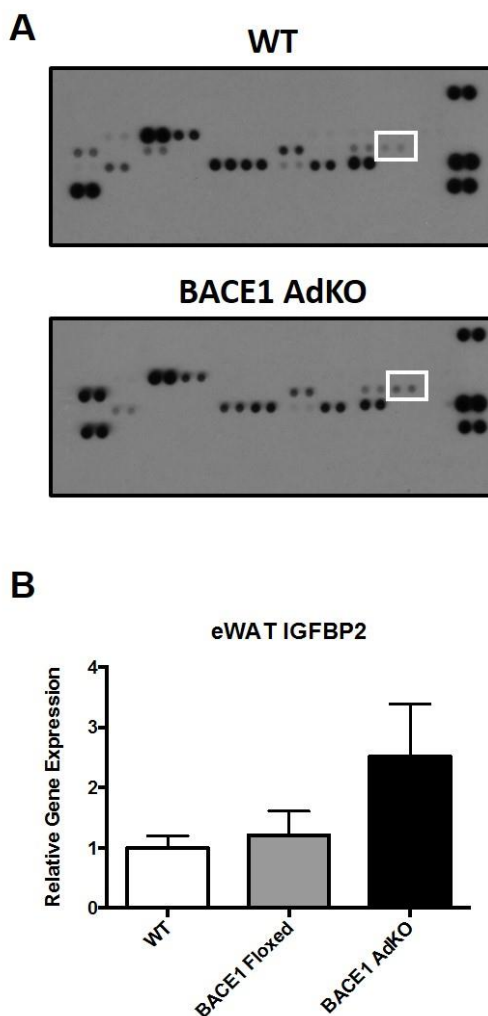 A
WT
BACE1 AdKO
B
eWAT IGFBP2
Relative Gene Expression
4
3
2
1
0
WT
BACE1 Floxed
BACE1 AdKO